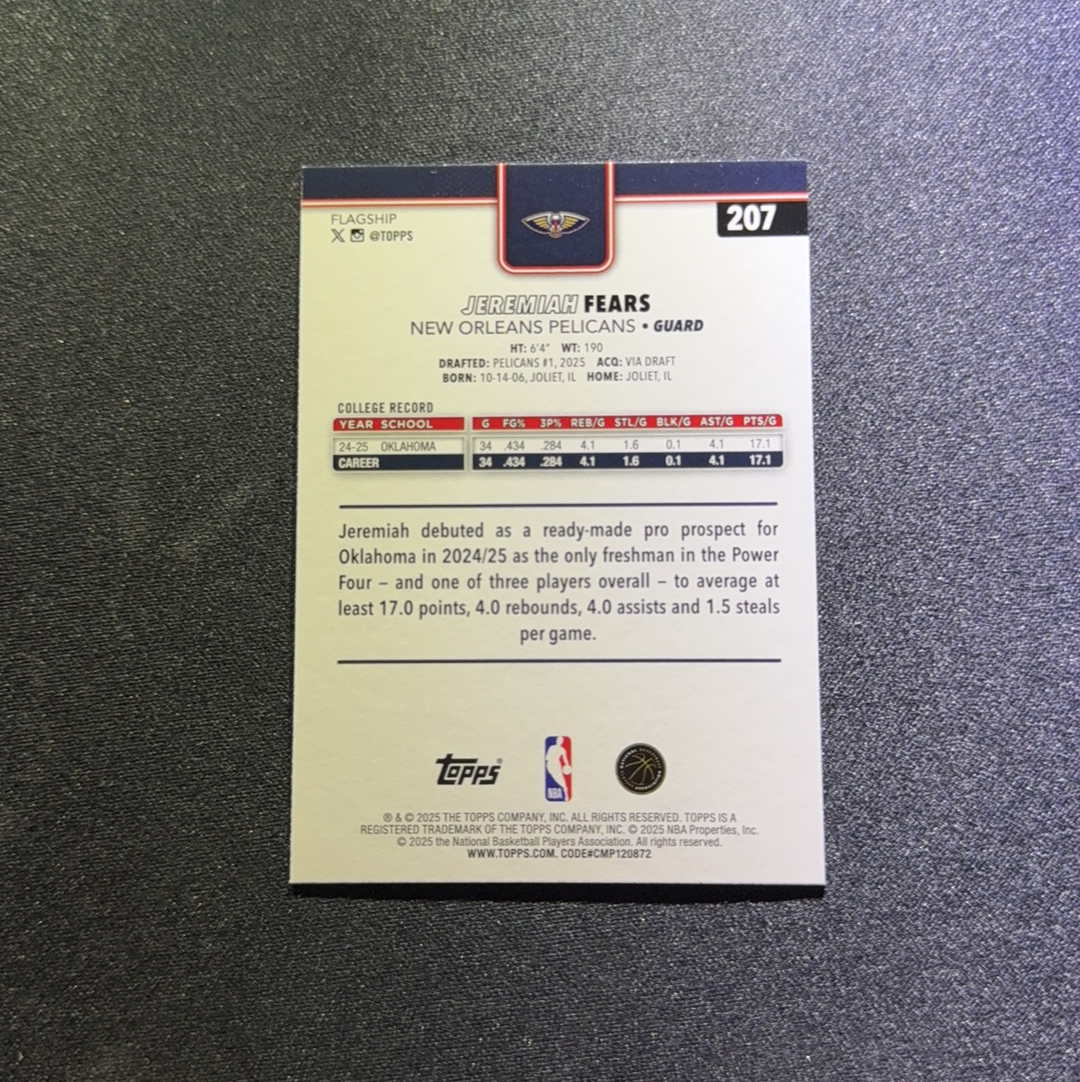 FLAGSHIP
@TOPPS
207
JEREMIAH FEARS
NEW ORLEANS PELICANS • GUARD
HT: 6'4" WT: 190
DRAFTED: PELICANS #1, 2025 ACQ: VIA DRAFT
BORN: 10-14-06, JOLIET, IL HOME: JOLIET, IL
COLLEGE RECORD
YEAR SCHOOL G FG% 3P% REB/G STL/G BLK/G AST/G PTS/G
24-25 OKLAHOMA 34 .434 .284 4.1 1.6 0.1 4.1 17.1
CAREER 34 .434 .284 4.1 1.6 0.1 4.1 17.1
Jeremiah debuted as a ready-made pro prospect for
Oklahoma in 2024/25 as the only freshman in the Power
Four – and one of three players overall – to average at
least 17.0 points, 4.0 rebounds, 4.0 assists and 1.5 steals
per game.
Topps®
NBA
® & © 2025 THE TOPPS COMPANY, INC. ALL RIGHTS RESERVED. TOPPS IS A
REGISTERED TRADEMARK OF THE TOPPS COMPANY, INC. © 2025 NBA Properties, Inc.
© 2025 the National Basketball Players Association. All rights reserved.
WWW.TOPPS.COM. CODE#CMP120872